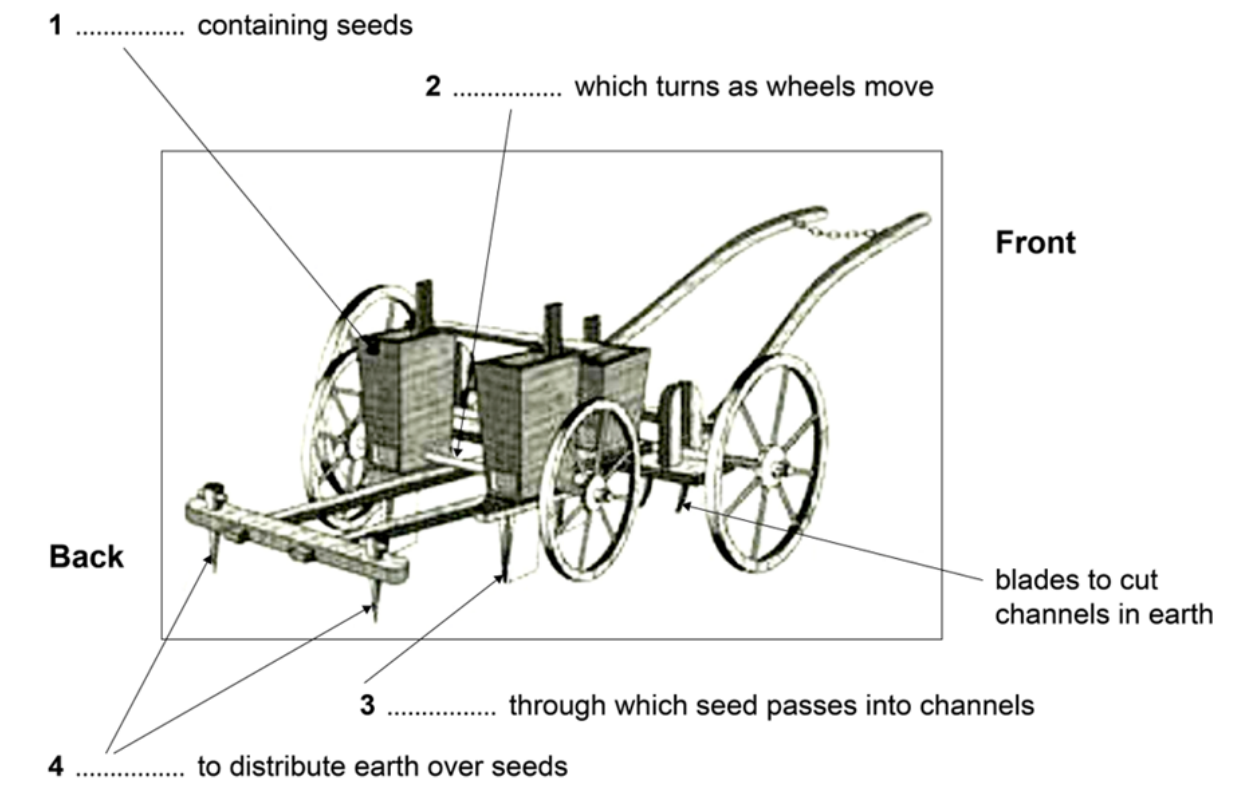 1 ................ containing seeds
2 ................ which turns as wheels move
Front
Back
blades to cut
channels in earth
3 ................ through which seed passes into channels
4 ................ to distribute earth over seeds